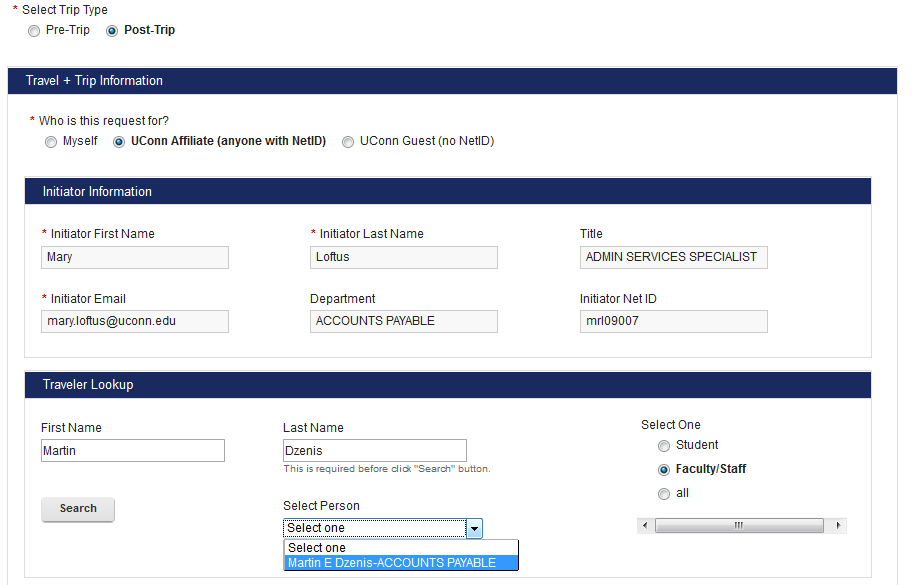 * Select Trip Type
Pre-Trip Post-Trip
Travel + Trip Information
* Who is this request for?
Myself UConn Affiliate (anyone with NetID) UConn Guest (no NetID)
Initiator Information
* Initiator First Name * Initiator Last Name Title
Mary Loftus ADMIN SERVICES SPECIALIST
* Initiator Email Department Initiator Net ID
mary.loftus@uconn.edu ACCOUNTS PAYABLE mrl09007
Traveler Lookup
First Name Last Name Select One
Martin Dzenis Student
This is required before click "Search" button. Faculty/Staff
all
Search Select Person
Select one
Select one
Martin E Dzenis-ACCOUNTS PAYABLE